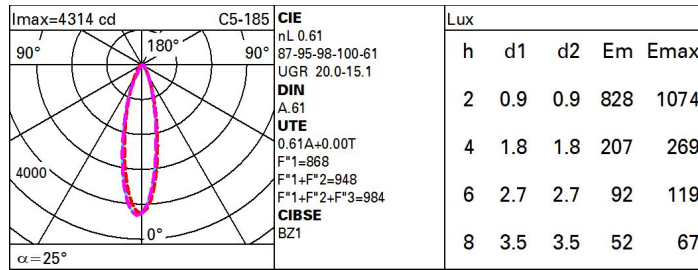 Imax=4314 cd C5-185
90° 180° 90°
4000
0°
α=25°
CIE
nL 0.61
87-95-98-100-61
UGR 20.0-15.1
DIN
A.61
UTE
0.61A+0.00T
F"1=868
F"1+F"2=948
F"1+F"2+F"3=984
CIBSE
BZ1
Lux
h d1 d2 Em Emax
2 0.9 0.9 828 1074
4 1.8 1.8 207 269
6 2.7 2.7 92 119
8 3.5 3.5 52 67